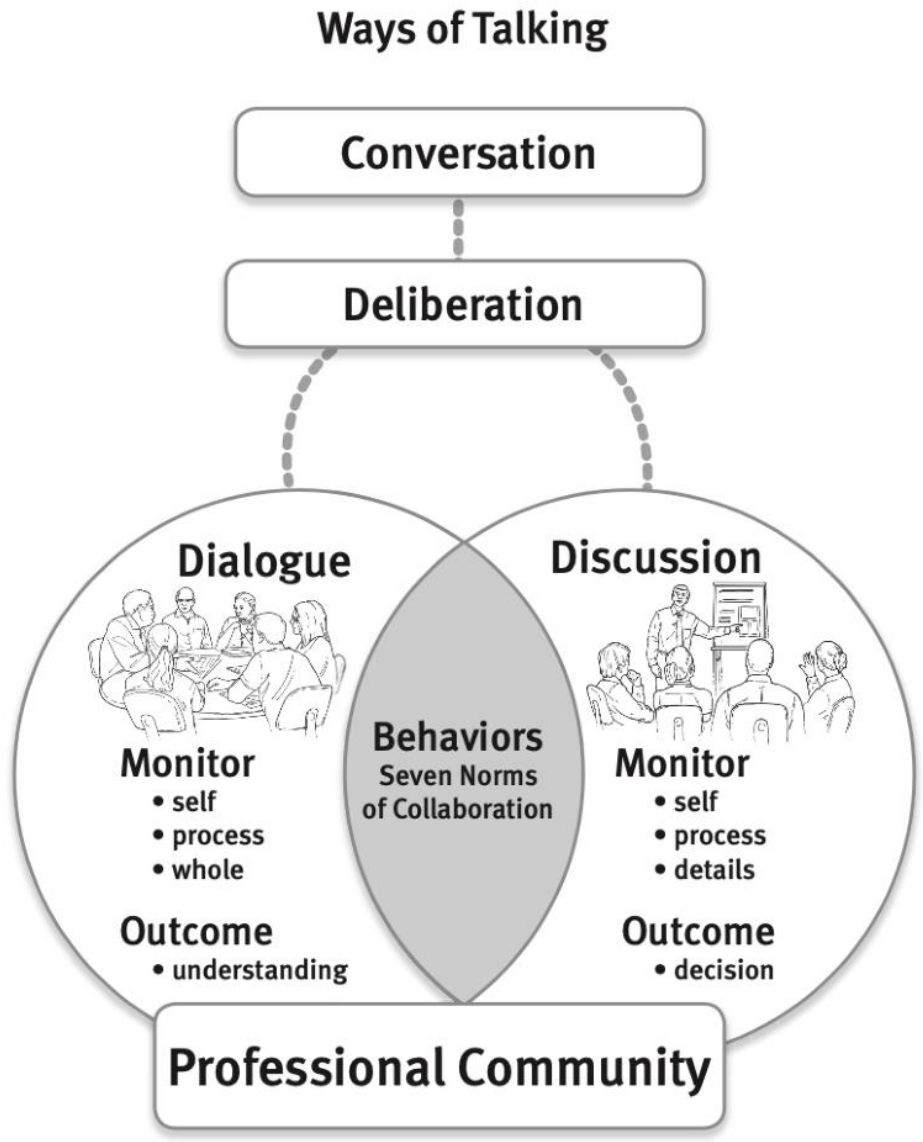 Ways of Talking
Conversation
Deliberation
Dialogue
Monitor
• self
• process
• whole
Outcome
• understanding
Behaviors
Seven Norms
of Collaboration
Discussion
Monitor
• self
• process
• details
Outcome
• decision
Professional Community